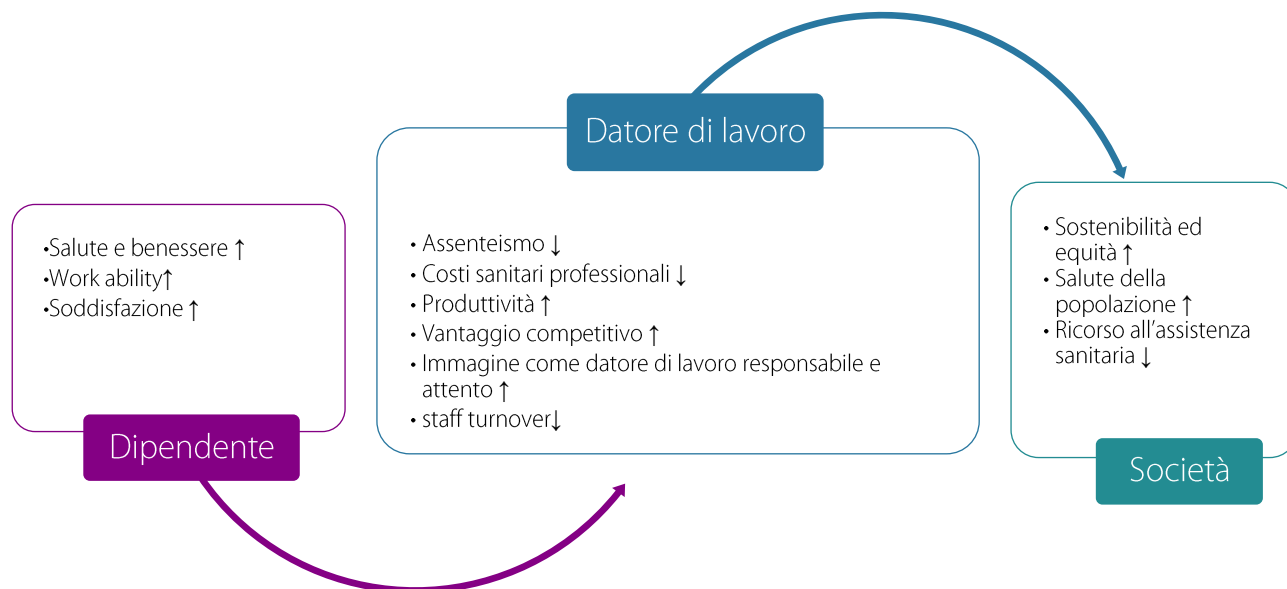 •Salute e benessere ↑
•Work ability↑
•Soddisfazione ↑
Dipendente
Datore di lavoro
• Assenteismo ↓
• Costi sanitari professionali ↓
• Produttività ↑
• Vantaggio competitivo ↑
• Immagine come datore di lavoro responsabile e
attento ↑
• staff turnover↓
• Sostenibilità ed
equità ↑
• Salute della
popolazione ↑
• Ricorso all’assistenza
sanitaria ↓
Società